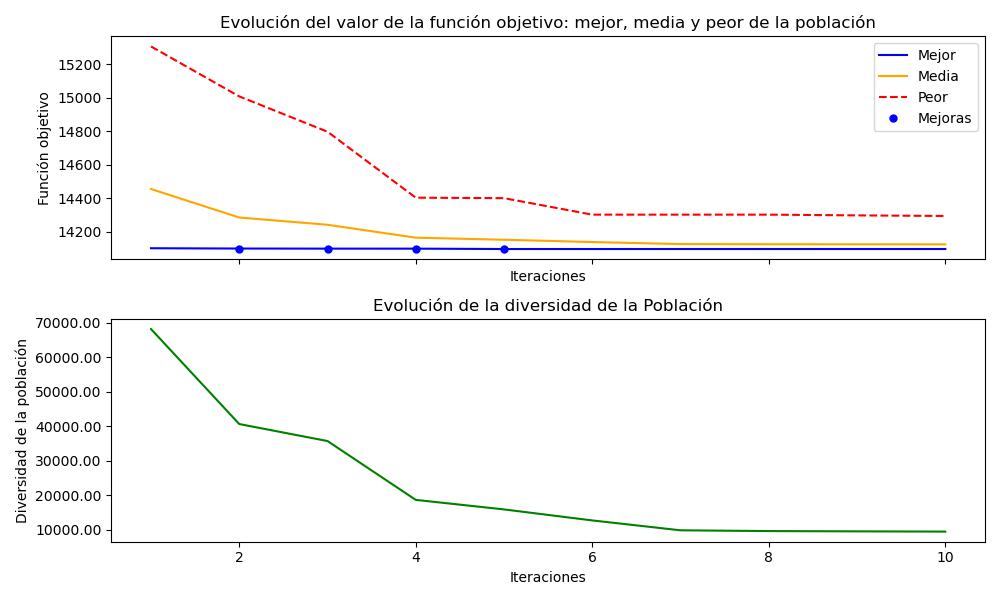 Evolución del valor de la función objetivo: mejor, media y peor de la población
Función objetivo
15200
15000
14800
14600
14400
14200
Mejor
Media
Peor
Mejoras
Iteraciones
Evolución de la diversidad de la Población
Diversidad de la población
70000.00
60000.00
50000.00
40000.00
30000.00
20000.00
10000.00
2 4 6 8 10
Iteraciones